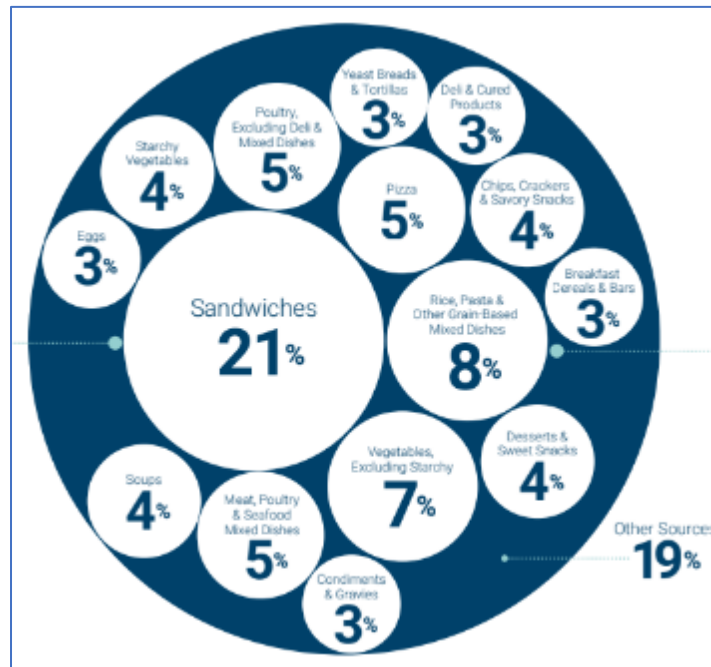 Yeast Breads
& Tortillas
3%
Deli & Cured
Products
3%
Poultry,
Excluding Deli &
Mixed Dishes
5%
Starchy
Vegetables
4%
Pizza
5%
Chips, Crackers
& Savory Snacks
4%
Eggs
3%
Breakfast
Cereals & Bars
3%
Sandwiches
21%
Rice, Pasta &
Other Grain-Based
Mixed Dishes
8%
Desserts &
Sweet Snacks
4%
Vegetables,
Excluding Starchy
7%
Soups
4%
Meat, Poultry
& Seafood
Mixed Dishes
5%
Other Sources
19%
Condiments
& Gravies
3%